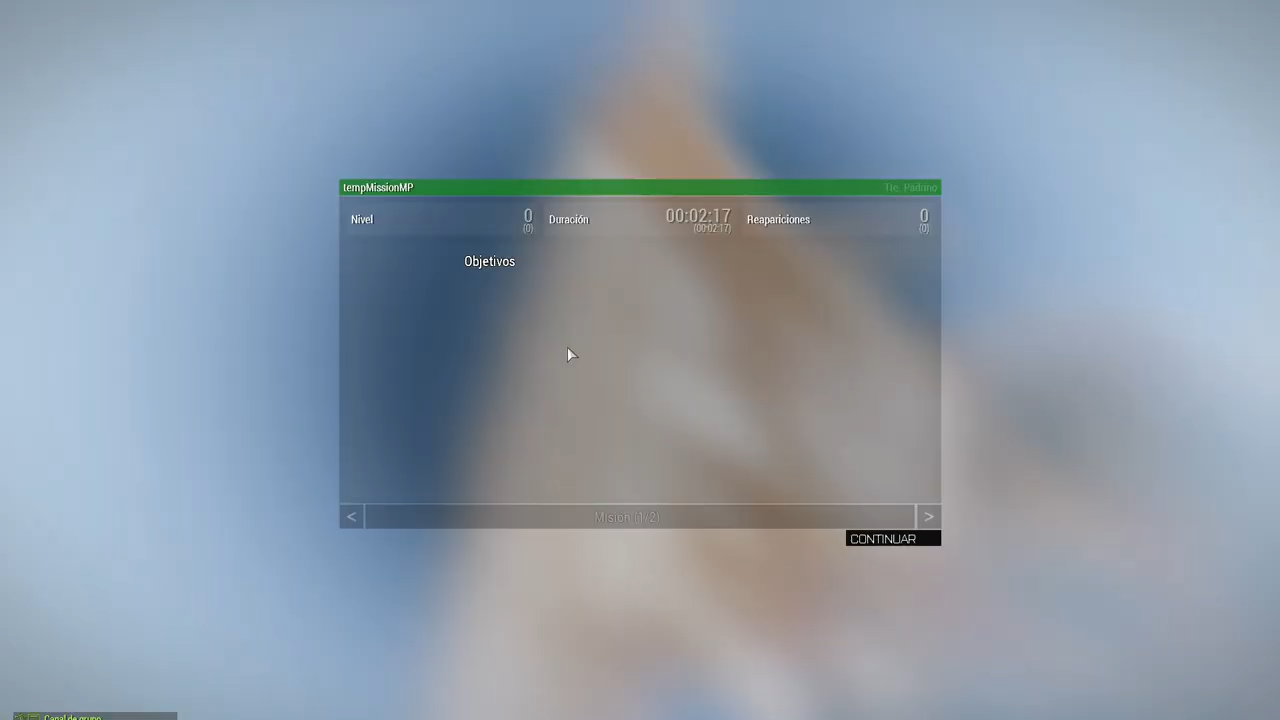 tempMissionMP Tte. Padrino
Nivel 0 Duración 00:02:17 Reapariciones 0
(0) (00:02:17) (0)
Objetivos
< Misión (1/2) >
CONTINUAR
Canal de grupo